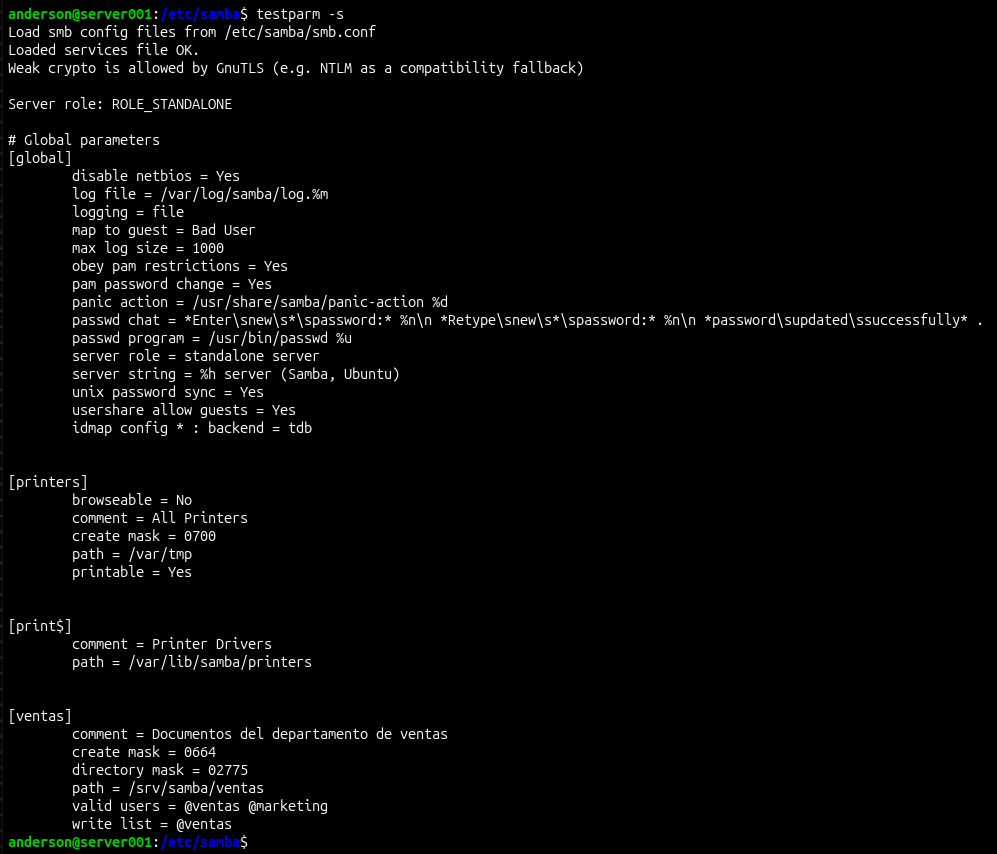 anderson@server001:/etc/samba$ testparm -s
Load smb config files from /etc/samba/smb.conf
Loaded services file OK.
Weak crypto is allowed by GnuTLS (e.g. NTLM as a compatibility fallback)
Server role: ROLE_STANDALONE
# Global parameters
[global]
disable netbios = Yes
log file = /var/log/samba/log.%m
logging = file
map to guest = Bad User
max log size = 1000
obey pam restrictions = Yes
pam password change = Yes
panic action = /usr/share/samba/panic-action %d
passwd chat = *Enter\snew\s*\spassword:* %n\n *Retype\snew\s*\spassword:* %n\n *password\supdated\ssuccessfully* .
passwd program = /usr/bin/passwd %u
server role = standalone server
server string = %h server (Samba, Ubuntu)
unix password sync = Yes
usershare allow guests = Yes
idmap config * : backend = tdb
[printers]
browseable = No
comment = All Printers
create mask = 0700
path = /var/tmp
printable = Yes
[print$]
comment = Printer Drivers
path = /var/lib/samba/printers
[ventas]
comment = Documentos del departamento de ventas
create mask = 0664
directory mask = 02775
path = /srv/samba/ventas
valid users = @ventas @marketing
write list = @ventas
anderson@server001:/etc/samba$